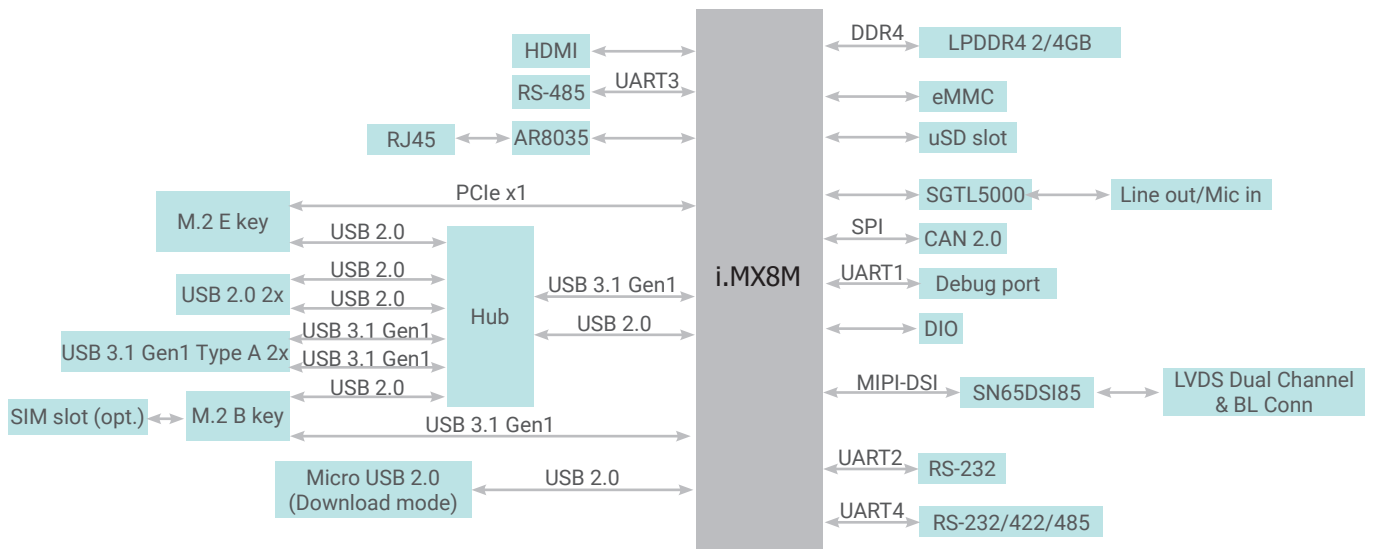 HDMI
RS-485
UART3
RJ45
AR8035
M.2 E key
PCIe x1
USB 2.0
USB 2.0 2x
USB 2.0
USB 2.0
USB 3.1 Gen1 Type A 2x
USB 3.1 Gen1
USB 3.1 Gen1
Hub
USB 3.1 Gen1
USB 2.0
SIM slot (opt.)
M.2 B key
USB 2.0
USB 3.1 Gen1
Micro USB 2.0
(Download mode)
USB 2.0
i.MX8M
DDR4
LPDDR4 2/4GB
eMMC
uSD slot
SGTL5000
Line out/Mic in
SPI
CAN 2.0
UART1
Debug port
DIO
MIPI-DSI
SN65DSI85
LVDS Dual Channel
& BL Conn
UART2
RS-232
UART4
RS-232/422/485